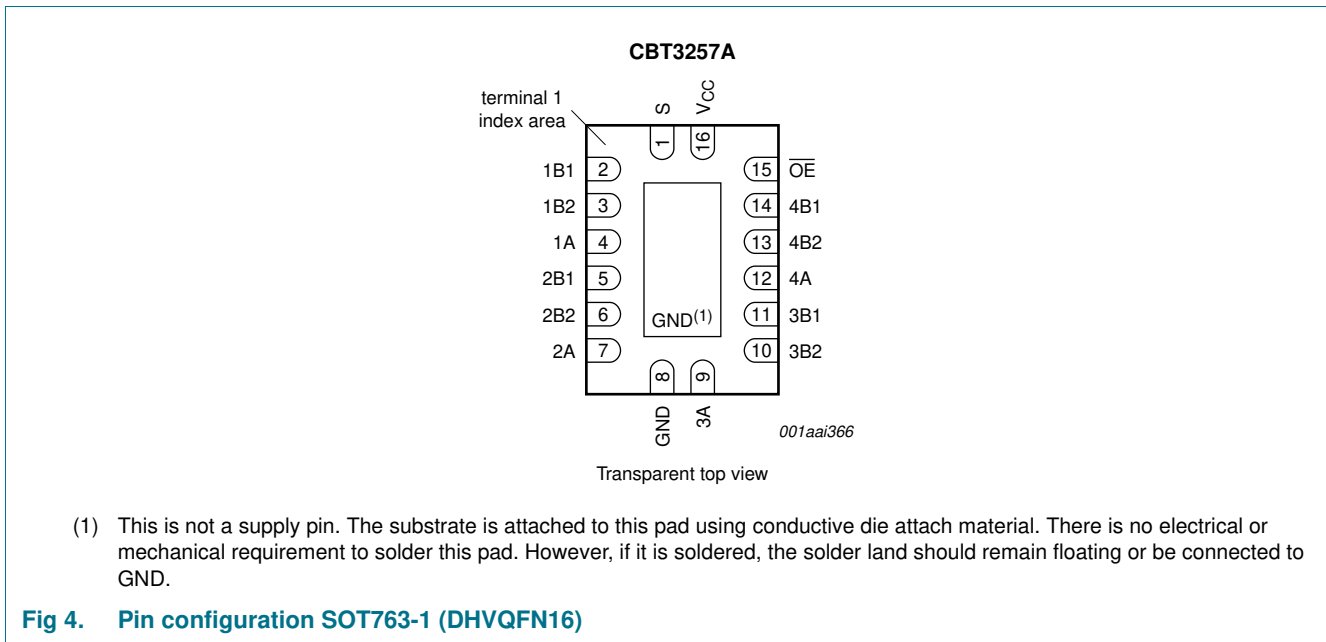 CBT3257A
terminal 1
index area
S
VCC
1
16
1B1 2
15 OE
1B2 3
14 4B1
1A 4
13 4B2
2B1 5
12 4A
2B2 6
GND(1)
11 3B1
2A 7
10 3B2
8
9
GND
3A
001aai366
Transparent top view
(1) This is not a supply pin. The substrate is attached to this pad using conductive die attach material. There is no electrical or
mechanical requirement to solder this pad. However, if it is soldered, the solder land should remain floating or be connected to
GND.
Fig 4. Pin configuration SOT763-1 (DHVQFN16)